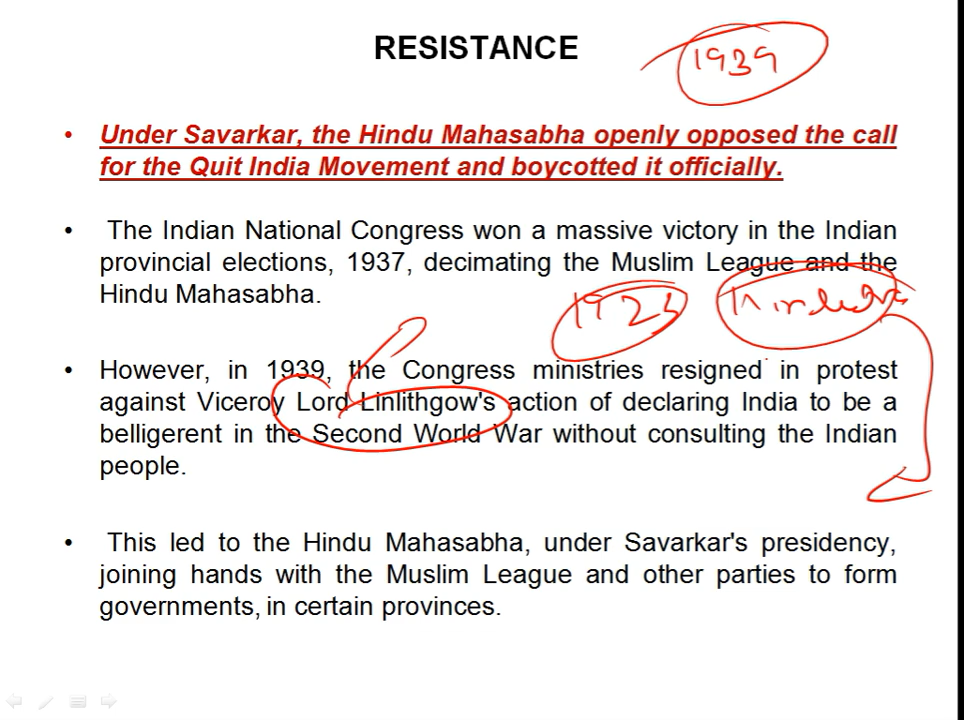 RESISTANCE
1939
• Under Savarkar, the Hindu Mahasabha openly opposed the call
for the Quit India Movement and boycotted it officially.
• The Indian National Congress won a massive victory in the Indian
provincial elections, 1937, decimating the Muslim League and the
Hindu Mahasabha.
1923
• However, in 1939, the Congress ministries resigned in protest
against Viceroy Lord Linlithgow's action of declaring India to be a
belligerent in the Second World War without consulting the Indian
people.
• This led to the Hindu Mahasabha, under Savarkar's presidency,
joining hands with the Muslim League and other parties to form
governments, in certain provinces.